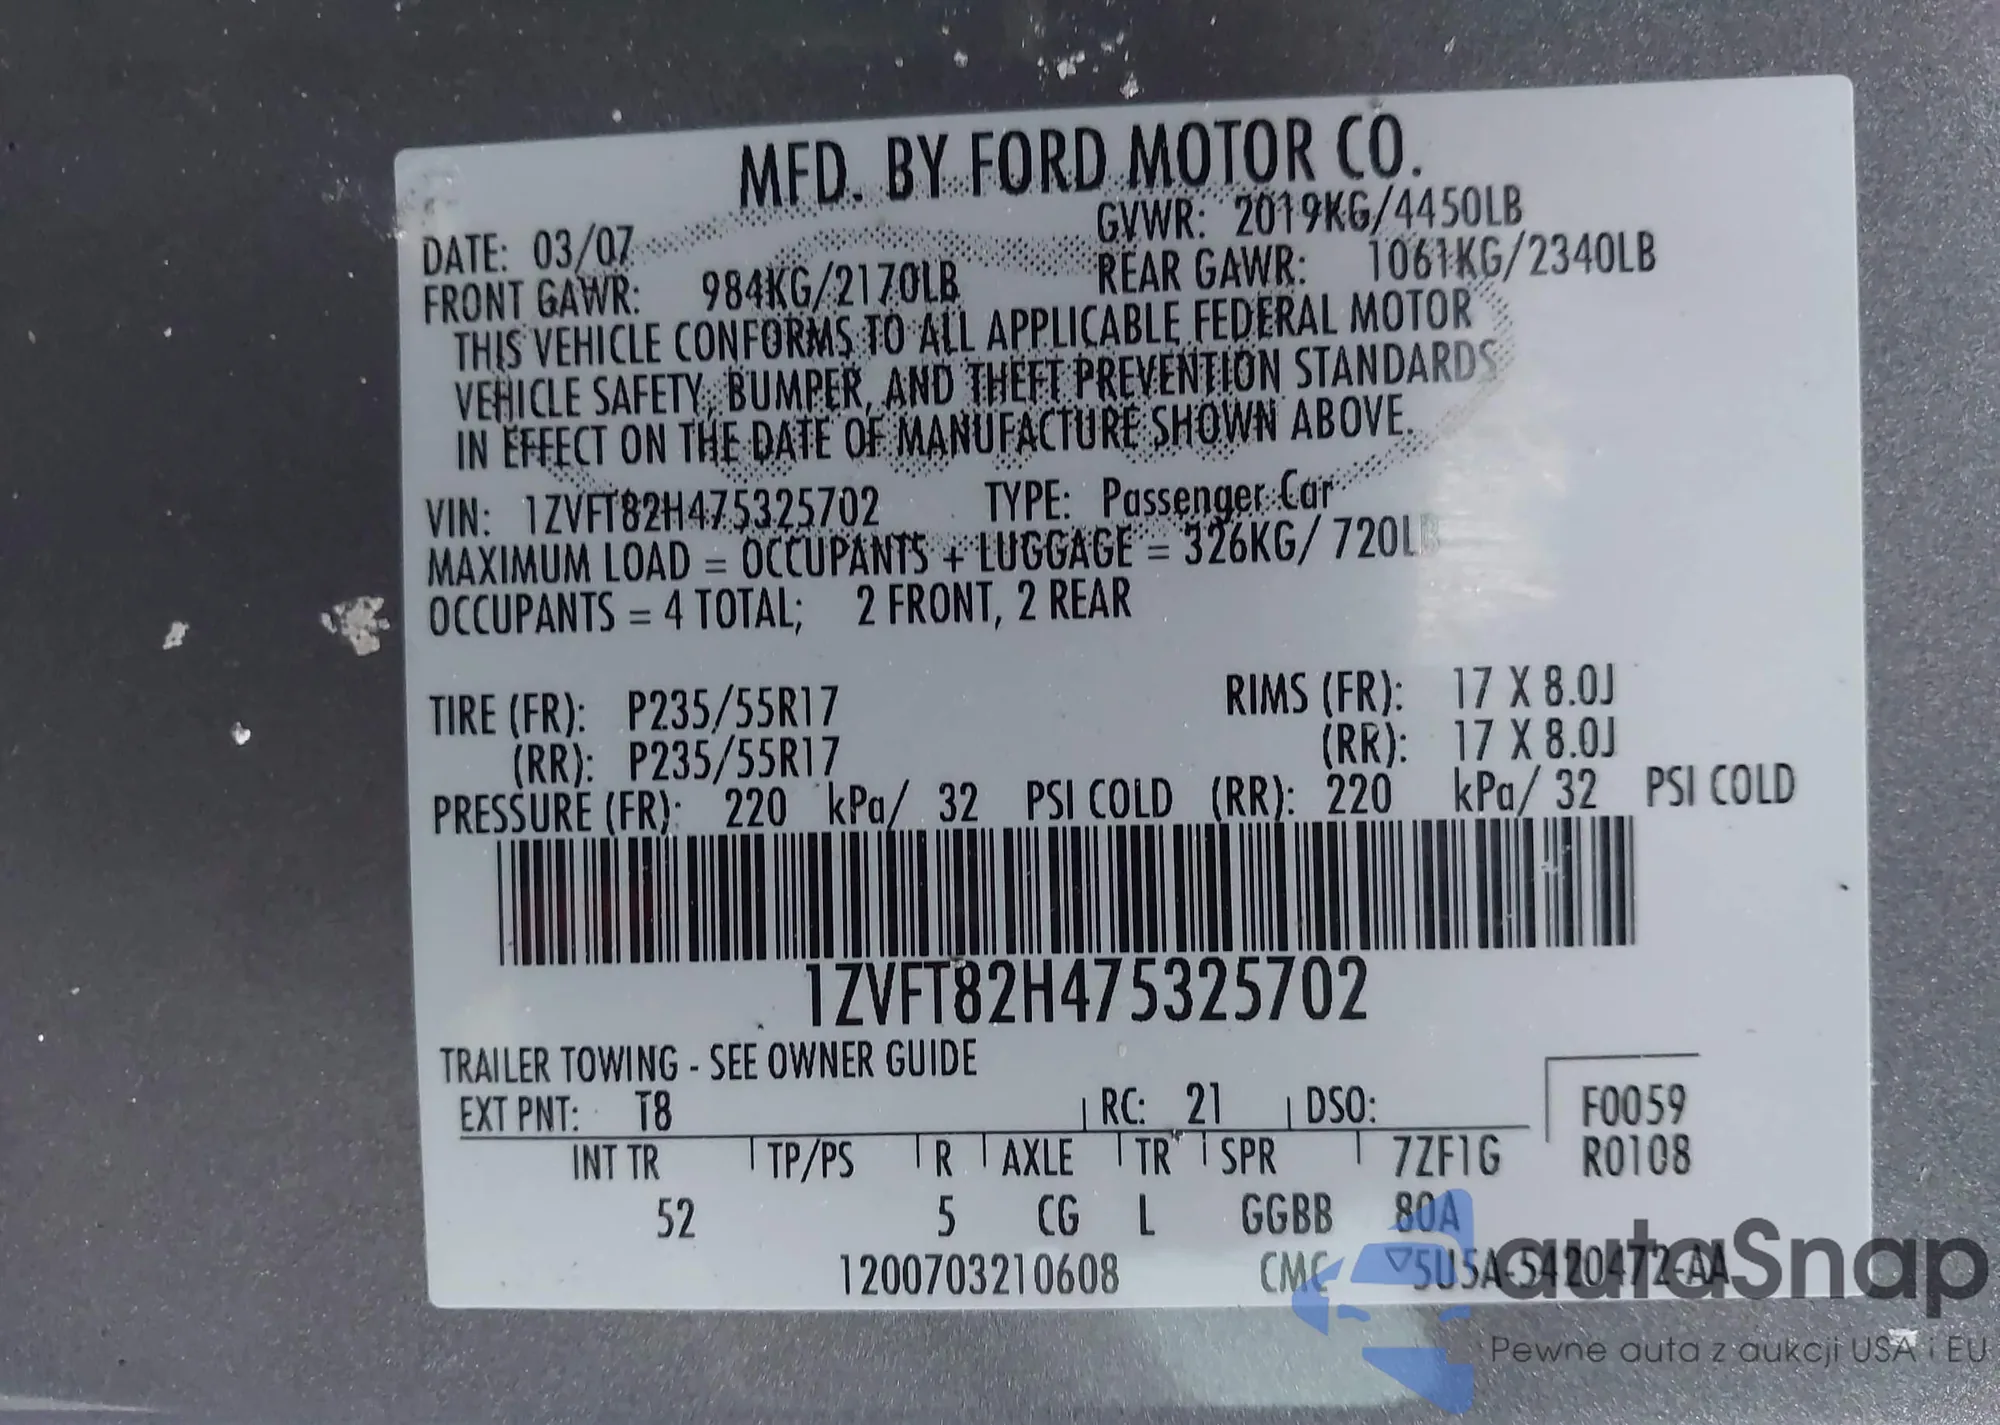 MFD. BY FORD MOTOR CO.
DATE: 03/07 GVWR: 2019KG/4450LB
FRONT GAWR: 984KG/2170LB REAR GAWR: 1061KG/2340LB
THIS VEHICLE CONFORMS TO ALL APPLICABLE FEDERAL MOTOR
VEHICLE SAFETY, BUMPER, AND THEFT PREVENTION STANDARDS
IN EFFECT ON THE DATE OF MANUFACTURE SHOWN ABOVE.
VIN: 1ZVFT82H475325702 TYPE: Passenger Car
MAXIMUM LOAD = OCCUPANTS + LUGGAGE = 326KG/ 720LB
OCCUPANTS = 4 TOTAL; 2 FRONT, 2 REAR
TIRE (FR): P235/55R17 RIMS (FR): 17 X 8.0J
(RR): P235/55R17 (RR): 17 X 8.0J
PRESSURE (FR): 220 kPa/ 32 PSI COLD (RR): 220 kPa/ 32 PSI COLD
1ZVFT82H475325702
TRAILER TOWING - SEE OWNER GUIDE
EXT PNT: T8 RC: 21 DSO: F0059
INT TR TP/PS R AXLE TR SPR 7ZF1G R0108
52 5 CG L GGBB 80A
1200703210608 CMC ▽5U5A-5420472-AA
autaSnap
Pewne auta z aukcji USA i EU